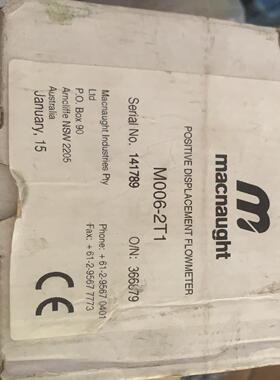 macnaught
POSITIVE DISPLACEMENT FLOWMETER
M006-2T1
Serial No. 141789 O/N: 366679
Macnaught Industries Pty
Ltd
P.O. Box 90
Arncliffe NSW 2205
Australia
Phone: + 61-2-9567 0401
Fax: + 61-2-9567 7773
January, 15
CE